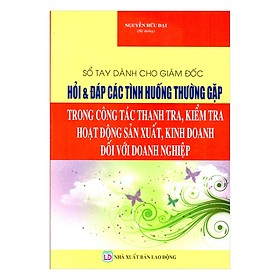 NGUYỄN HỮU ĐẠI
(Hệ thống)
SỔ TAY DÀNH CHO GIÁM ĐỐC
HỎI & ĐÁP CÁC TÌNH HUỐNG THƯỜNG GẶP
TRONG CÔNG TÁC THANH TRA, KIỂM TRA
HOẠT ĐỘNG SẢN XUẤT, KINH DOANH
ĐỐI VỚI DOANH NGHIỆP
LĐ NHÀ XUẤT BẢN LAO ĐỘNG